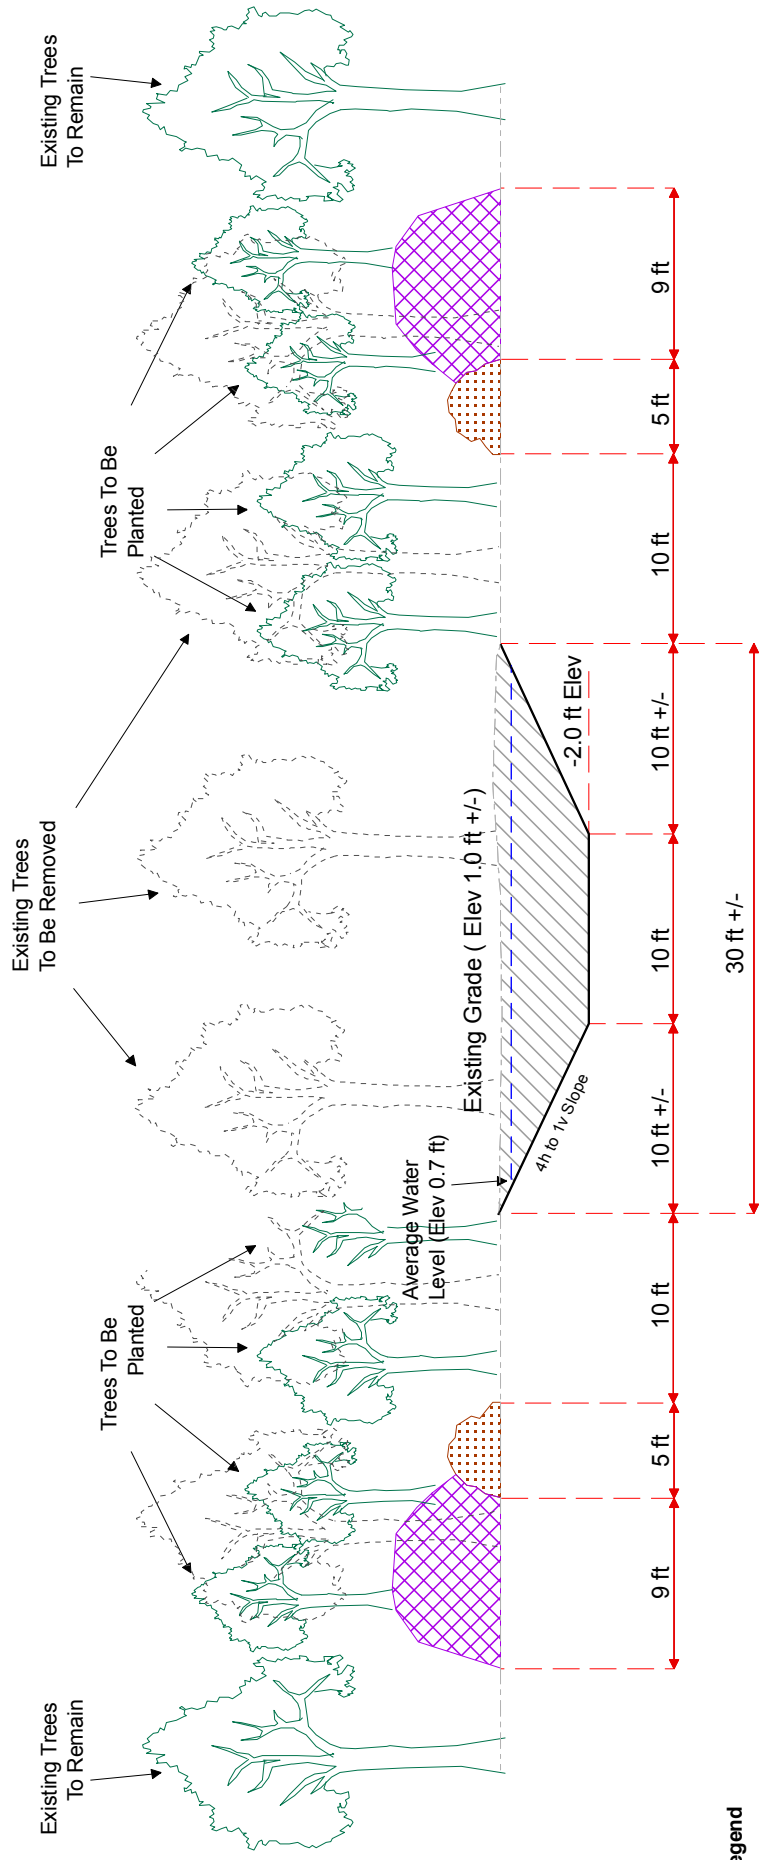 Existing Trees
To Remain
Trees To Be
Planted
Existing Trees
To Be Removed
Trees To Be
Planted
Existing Trees
To Remain
Average Water
Level (Elev 0.7 ft)
Existing Grade ( Elev 1.0 ft +/-)
4h to 1v Slope
-2.0 ft Elev
9 ft
5 ft
10 ft
10 ft +/-
10 ft
10 ft +/-
10 ft
5 ft
9 ft
30 ft +/-
egend